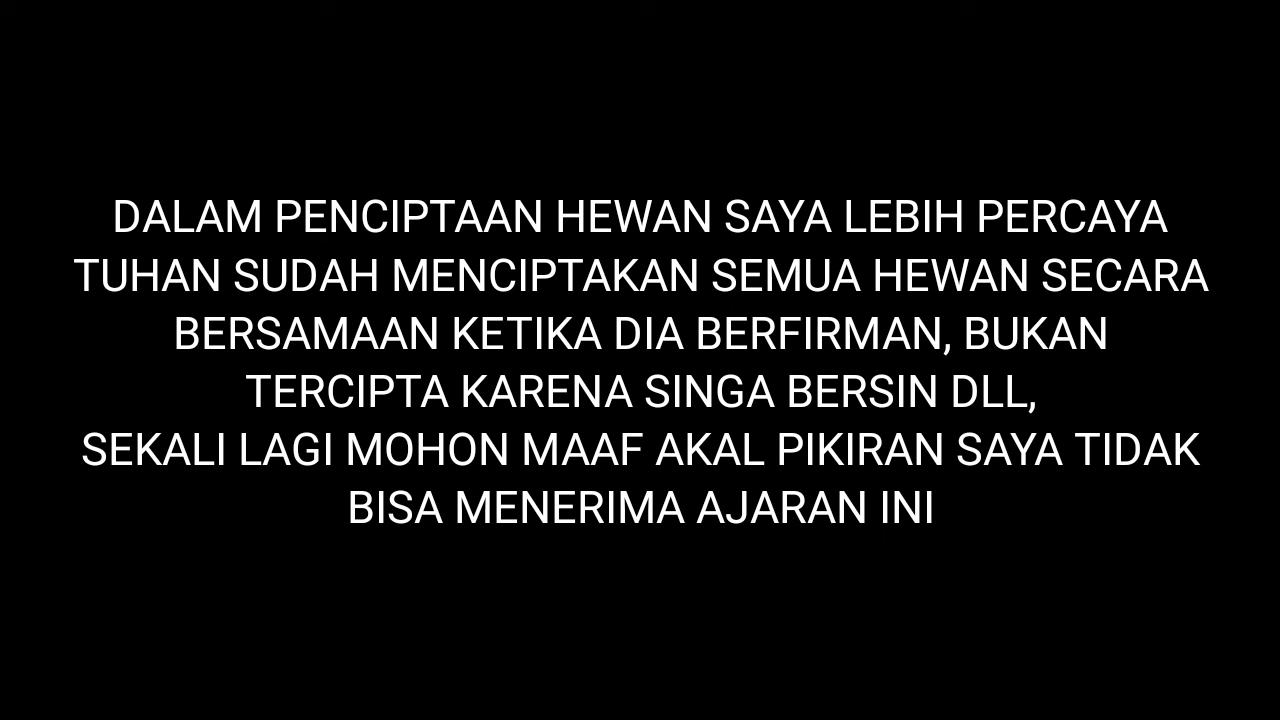 DALAM PENCIPTAAN HEWAN SAYA LEBIH PERCAYA
TUHAN SUDAH MENCIPTAKAN SEMUA HEWAN SECARA
BERSAMAAN KETIKA DIA BERFIRMAN, BUKAN
TERCIPTA KARENA SINGA BERSIN DLL,
SEKALI LAGI MOHON MAAF AKAL PIKIRAN SAYA TIDAK
BISA MENERIMA AJARAN INI